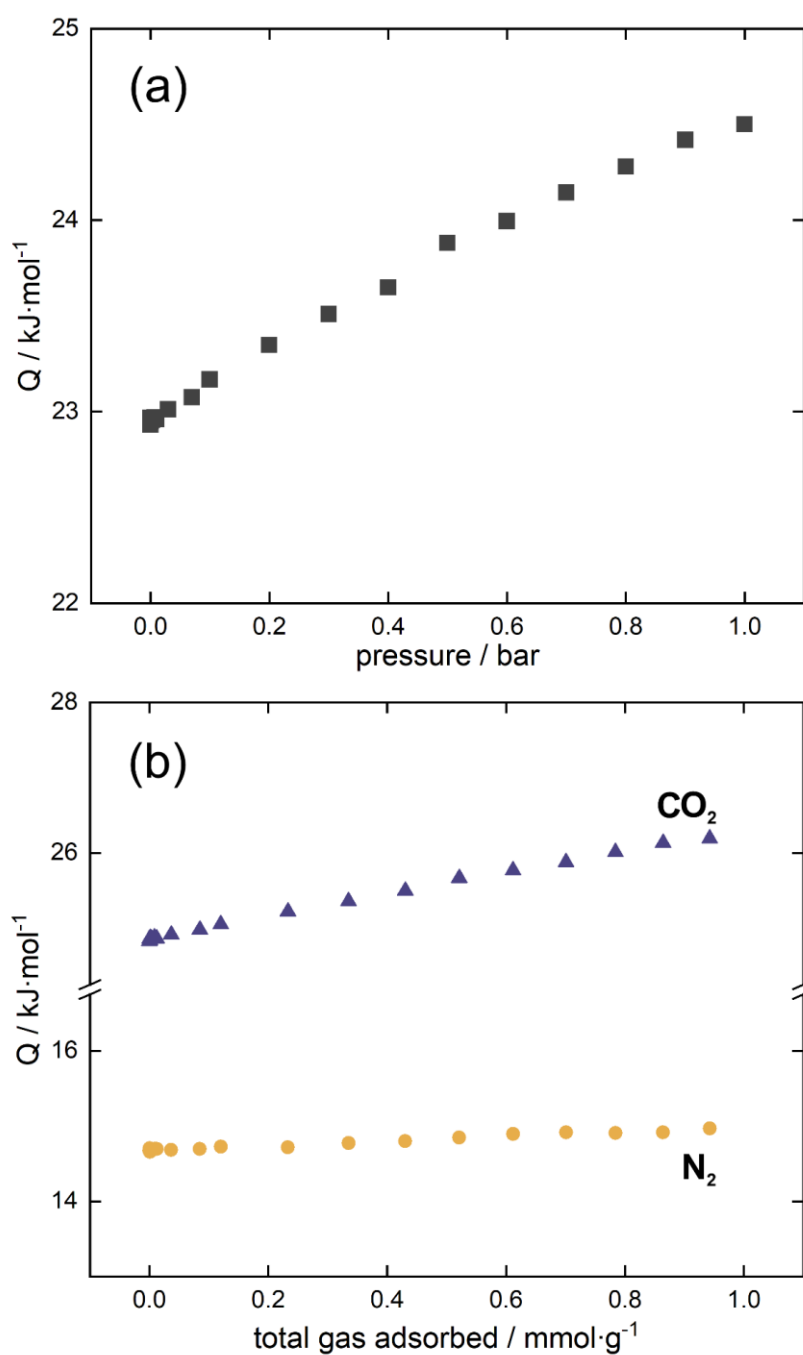 (a)
25
24
23
22
Q / kJ·mol⁻¹
0.0 0.2 0.4 0.6 0.8 1.0
pressure / bar
(b)
28
26
16
14
Q / kJ·mol⁻¹
CO₂
N₂
0.0 0.2 0.4 0.6 0.8 1.0
total gas adsorbed / mmol·g⁻¹